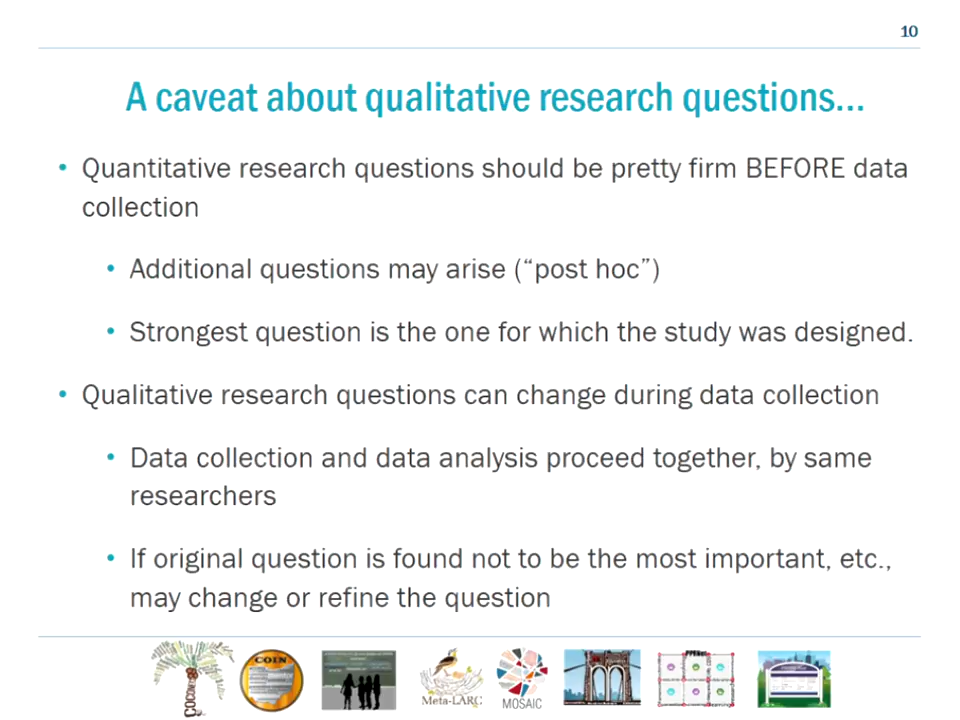 10
A caveat about qualitative research questions...
• Quantitative research questions should be pretty firm BEFORE data
collection
• Additional questions may arise (“post hoc”)
• Strongest question is the one for which the study was designed.
• Qualitative research questions can change during data collection
• Data collection and data analysis proceed together, by same
researchers
• If original question is found not to be the most important, etc.,
may change or refine the question
COCONet
COIN
Meta-LARC
MOSAIC